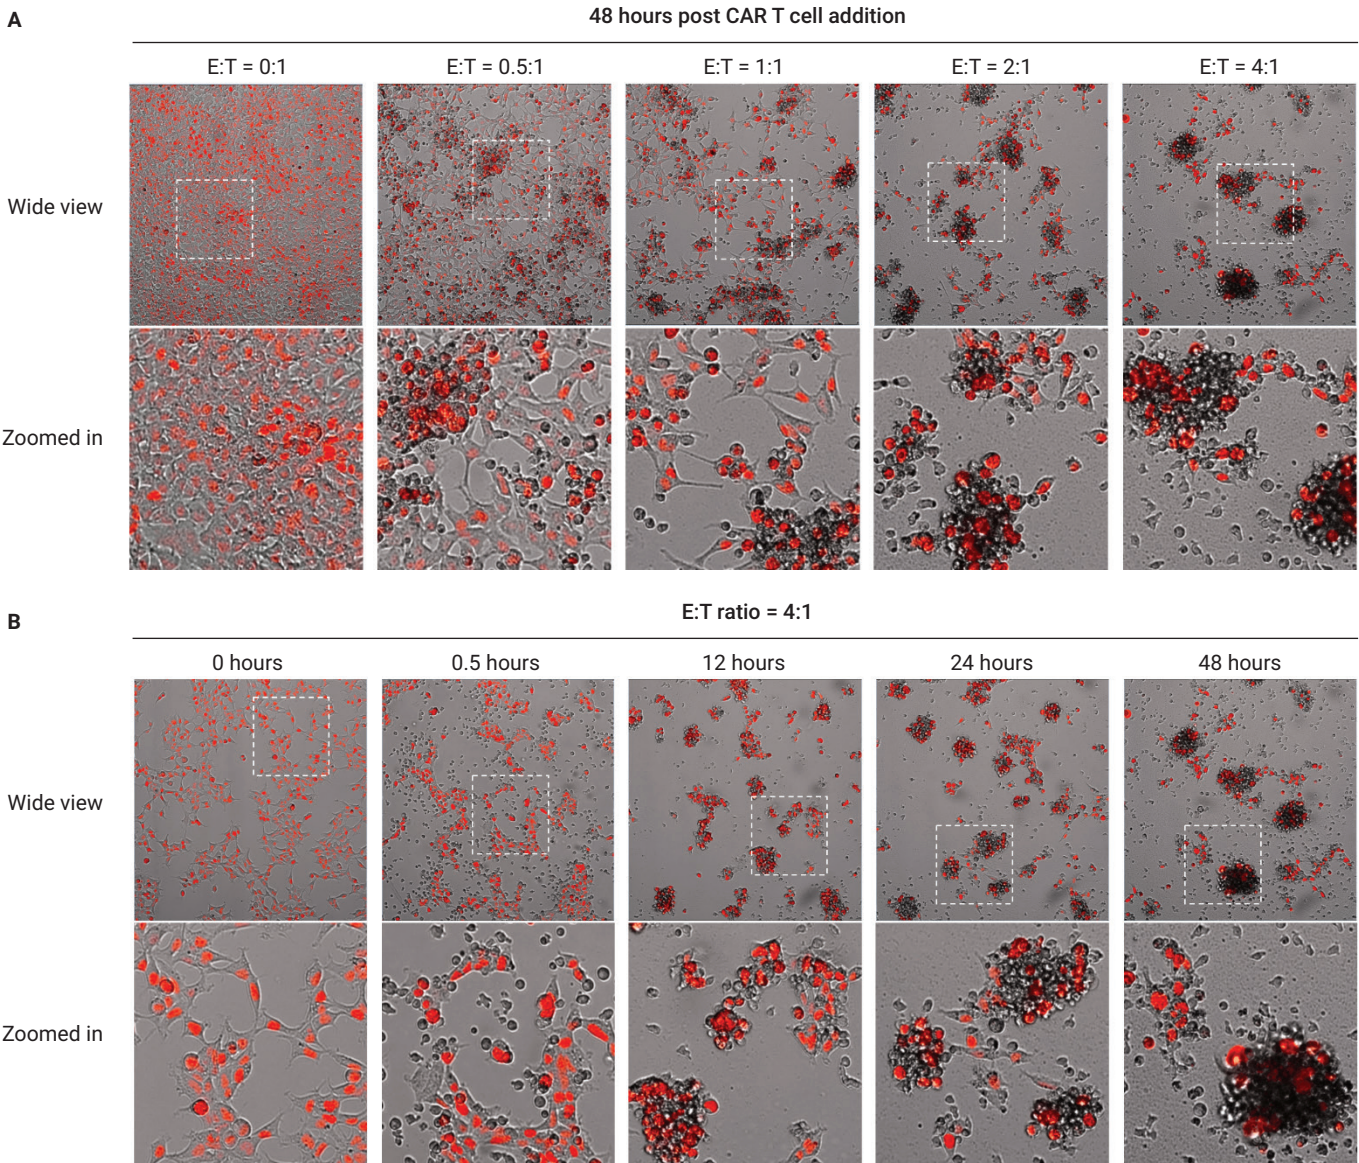 A
48 hours post CAR T cell addition
E:T = 0:1 E:T = 0.5:1 E:T = 1:1 E:T = 2:1 E:T = 4:1
Wide view
Zoomed in
B
E:T ratio = 4:1
0 hours 0.5 hours 12 hours 24 hours 48 hours
Wide view
Zoomed in